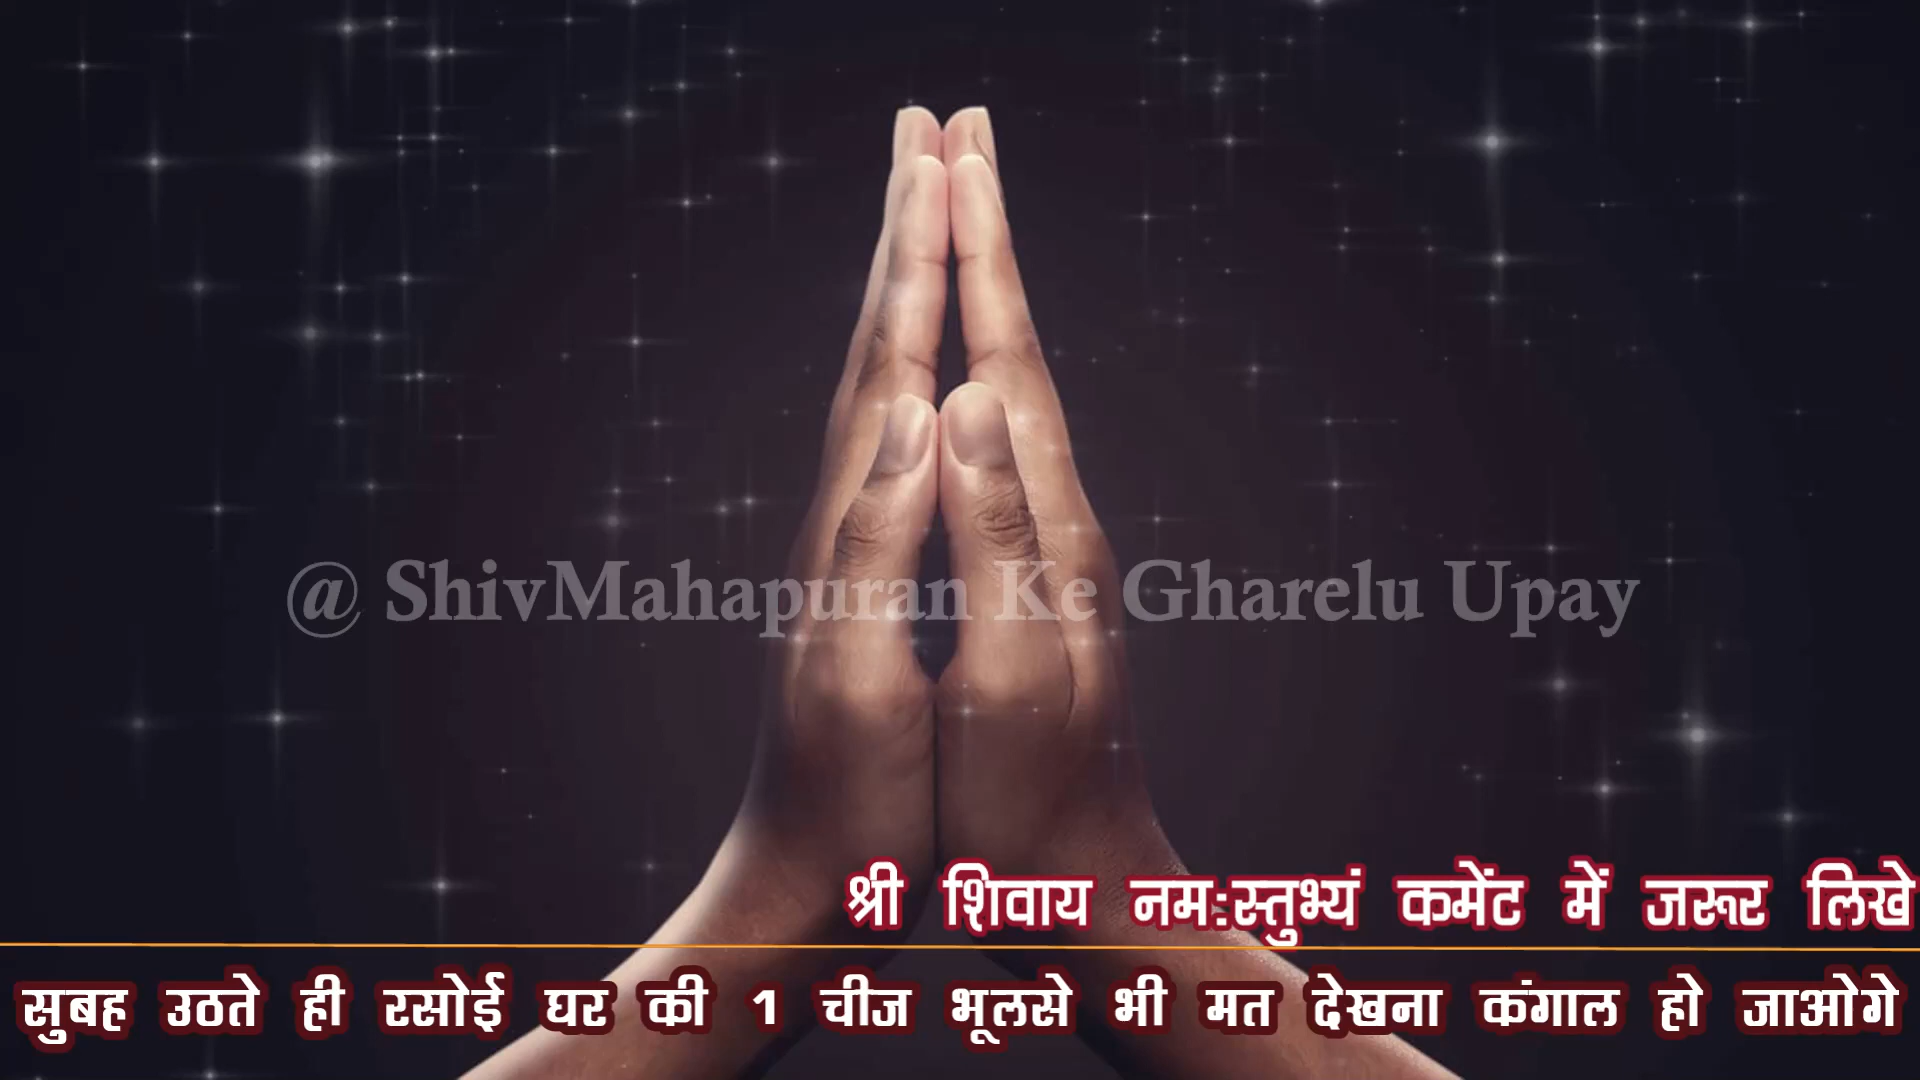 @ ShivMahapuran Ke Gharelu Upay
श्री शिवाय नम:स्तुभ्यं कमेंट में जरूर लिखे
सुबह उठते ही रसोई घर की 1 चीज भूलसे भी मत देखना कंगाल हो जाओगे